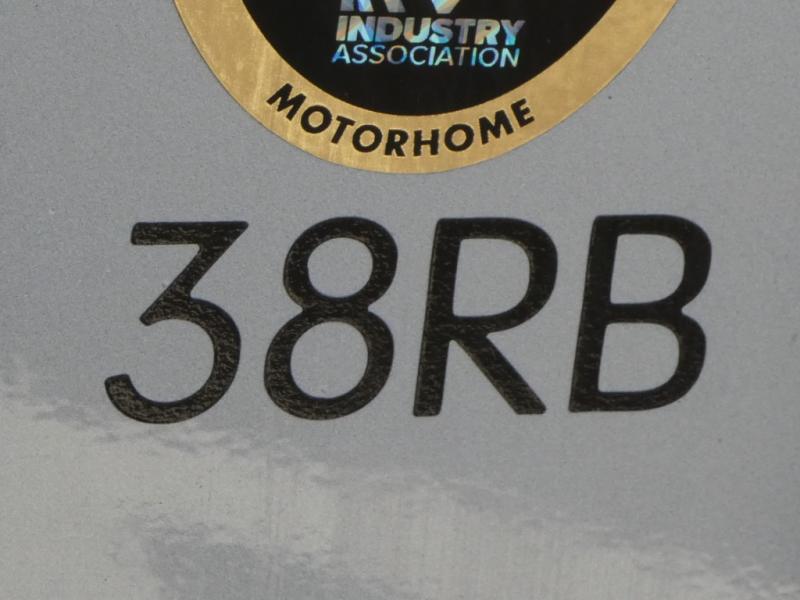 INDUSTRY
ASSOCIATION
MOTORHOME
38RB